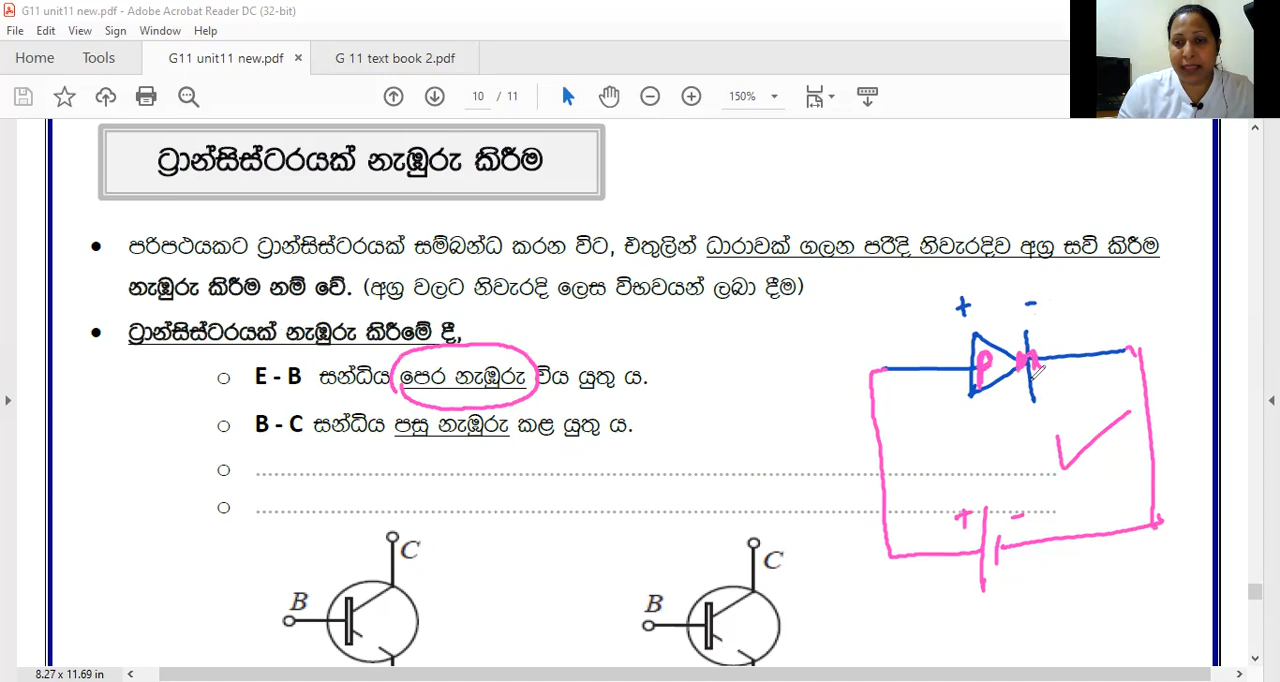 G11 unit11 new.pdf - Adobe Acrobat Reader DC (32-bit)
File Edit View Sign Window Help
Home Tools G11 unit11 new.pdf × G 11 text book 2.pdf
10 / 11 150%
ට්‍රාන්සිස්ටරයක් නැඹුරු කිරීම
• පරිපථයකට ට්‍රාන්සිස්ටරයක් සම්බන්ධ කරන විට, එතුලින් ධාරාවක් ගලන පරිදි නිවැරදිව අග්‍ර සවි කිරීම
නැඹුරු කිරීම නම් වේ. (අග්‍ර වලට නිවැරදි ලෙස විභවයන් ලබා දීම)
• ට්‍රාන්සිස්ටරයක් නැඹුරු කිරීමේ දී,
E - B සන්ධිය පෙර නැඹුරු විය යුතු ය.
B - C සන්ධිය පසු නැඹුරු කළ යුතු ය.
+ -
P n
+ -
C C
B B
8.27 x 11.69 in